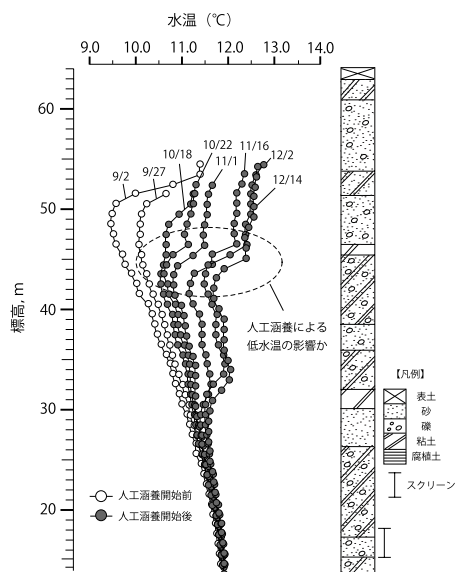 水温（℃）
9.0 10.0 11.0 12.0 13.0 14.0
標高, m
60
50
40
30
20
9/2
9/27
10/18
10/22
11/1
11/16
12/2
12/14
人工涵養による
低水温の影響か
人工涵養開始前
人工涵養開始後
【凡例】
表土
砂
礫
粘土
腐植土
スクリーン